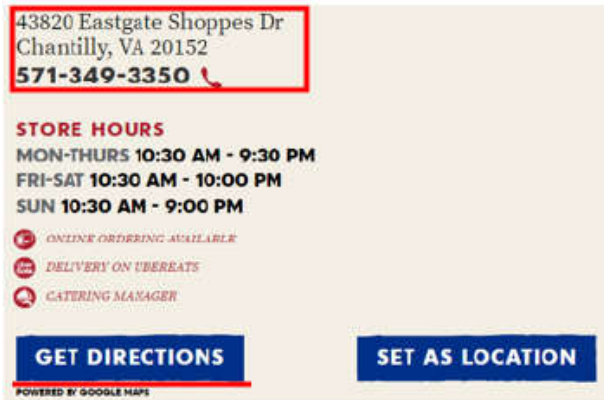 43820 Eastgate Shoppes Dr
Chantilly, VA 20152
571-349-3350
STORE HOURS
MON-THURS 10:30 AM - 9:30 PM
FRI-SAT 10:30 AM - 10:00 PM
SUN 10:30 AM - 9:00 PM
ONLINE ORDERING AVAILABLE
DELIVERY ON UBEREATS
CATERING MANAGER
GET DIRECTIONS
SET AS LOCATION
POWERED BY GOOGLE MAPS